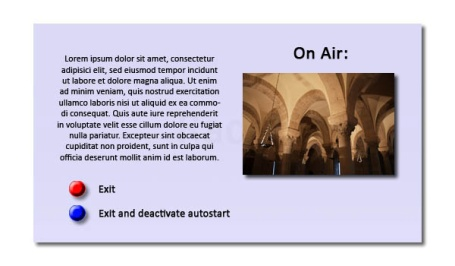 Lorem ipsum dolor sit amet, consectetur
adipisici elit, sed eiusmod tempor incidunt
ut labore et dolore magna aliqua. Ut enim
ad minim veniam, quis nostrud exercitation
ullamco laboris nisi ut aliquid ex ea commo-
di consequat. Quis aute iure reprehenderit
in voluptate velit esse cillum dolore eu fugiat
nulla pariatur. Excepteur sint obcaecat
cupiditat non proident, sunt in culpa qui
officia deserunt mollit anim id est laborum.
On Air:
Exit
Exit and deactivate autostart